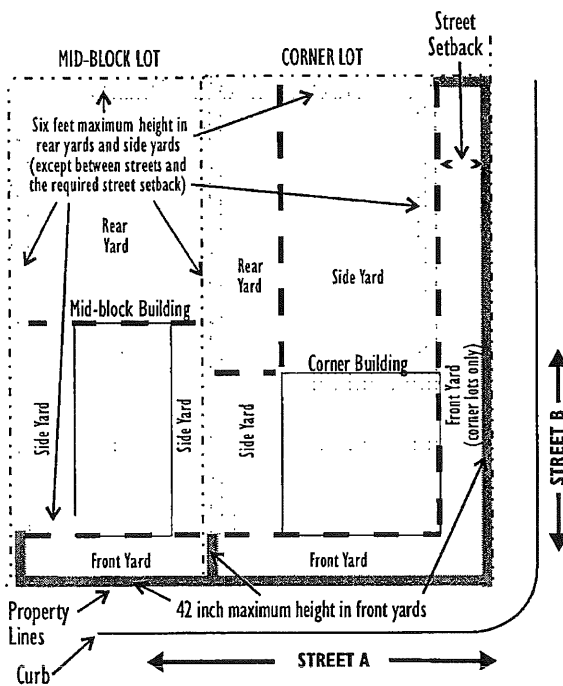 Street
Setback
MID-BLOCK LOT
CORNER LOT
Six feet maximum height in
rear yards and side yards
(except between streets and
the required street setback)
Rear
Yard
Rear
Yard
Side Yard
Mid-block Building
Corner Building
Side Yard
Side Yard
Side Yard
Front Yard
(corner lots only)
STREET B
Front Yard
Front Yard
Property
Lines
42 inch maximum height in front yards
Curb
STREET A